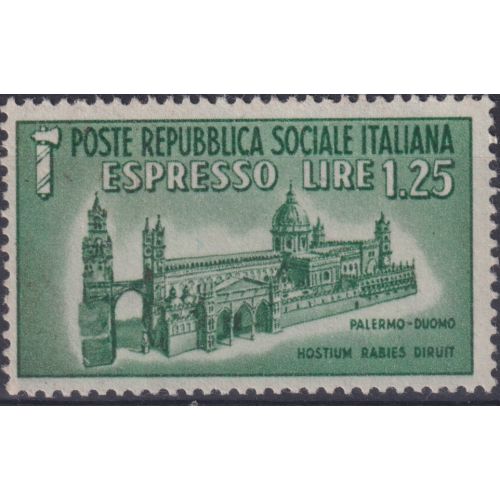 POSTE REPUBBLICA SOCIALE ITALIANA
ESPRESSO LIRE 1.25
PALERMO-DUOMO
HOSTIUM RABIES DIRUIT